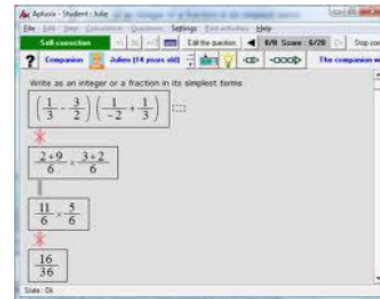 Aplusix - Student : Julie
File Edit Step Calculation Questions Settings End activities Help
Self-correction Edit the question 8/8 Score : 6/20 Stop cor
? Companion Julien (14 years old) The companion w
Write as an integer or a fraction in its simplest terms
(1/3 - 3/2) (1/-2 + 1/3)
2+9/6 × 3+2/6
11/6 × 5/6
16/36
State : Ok